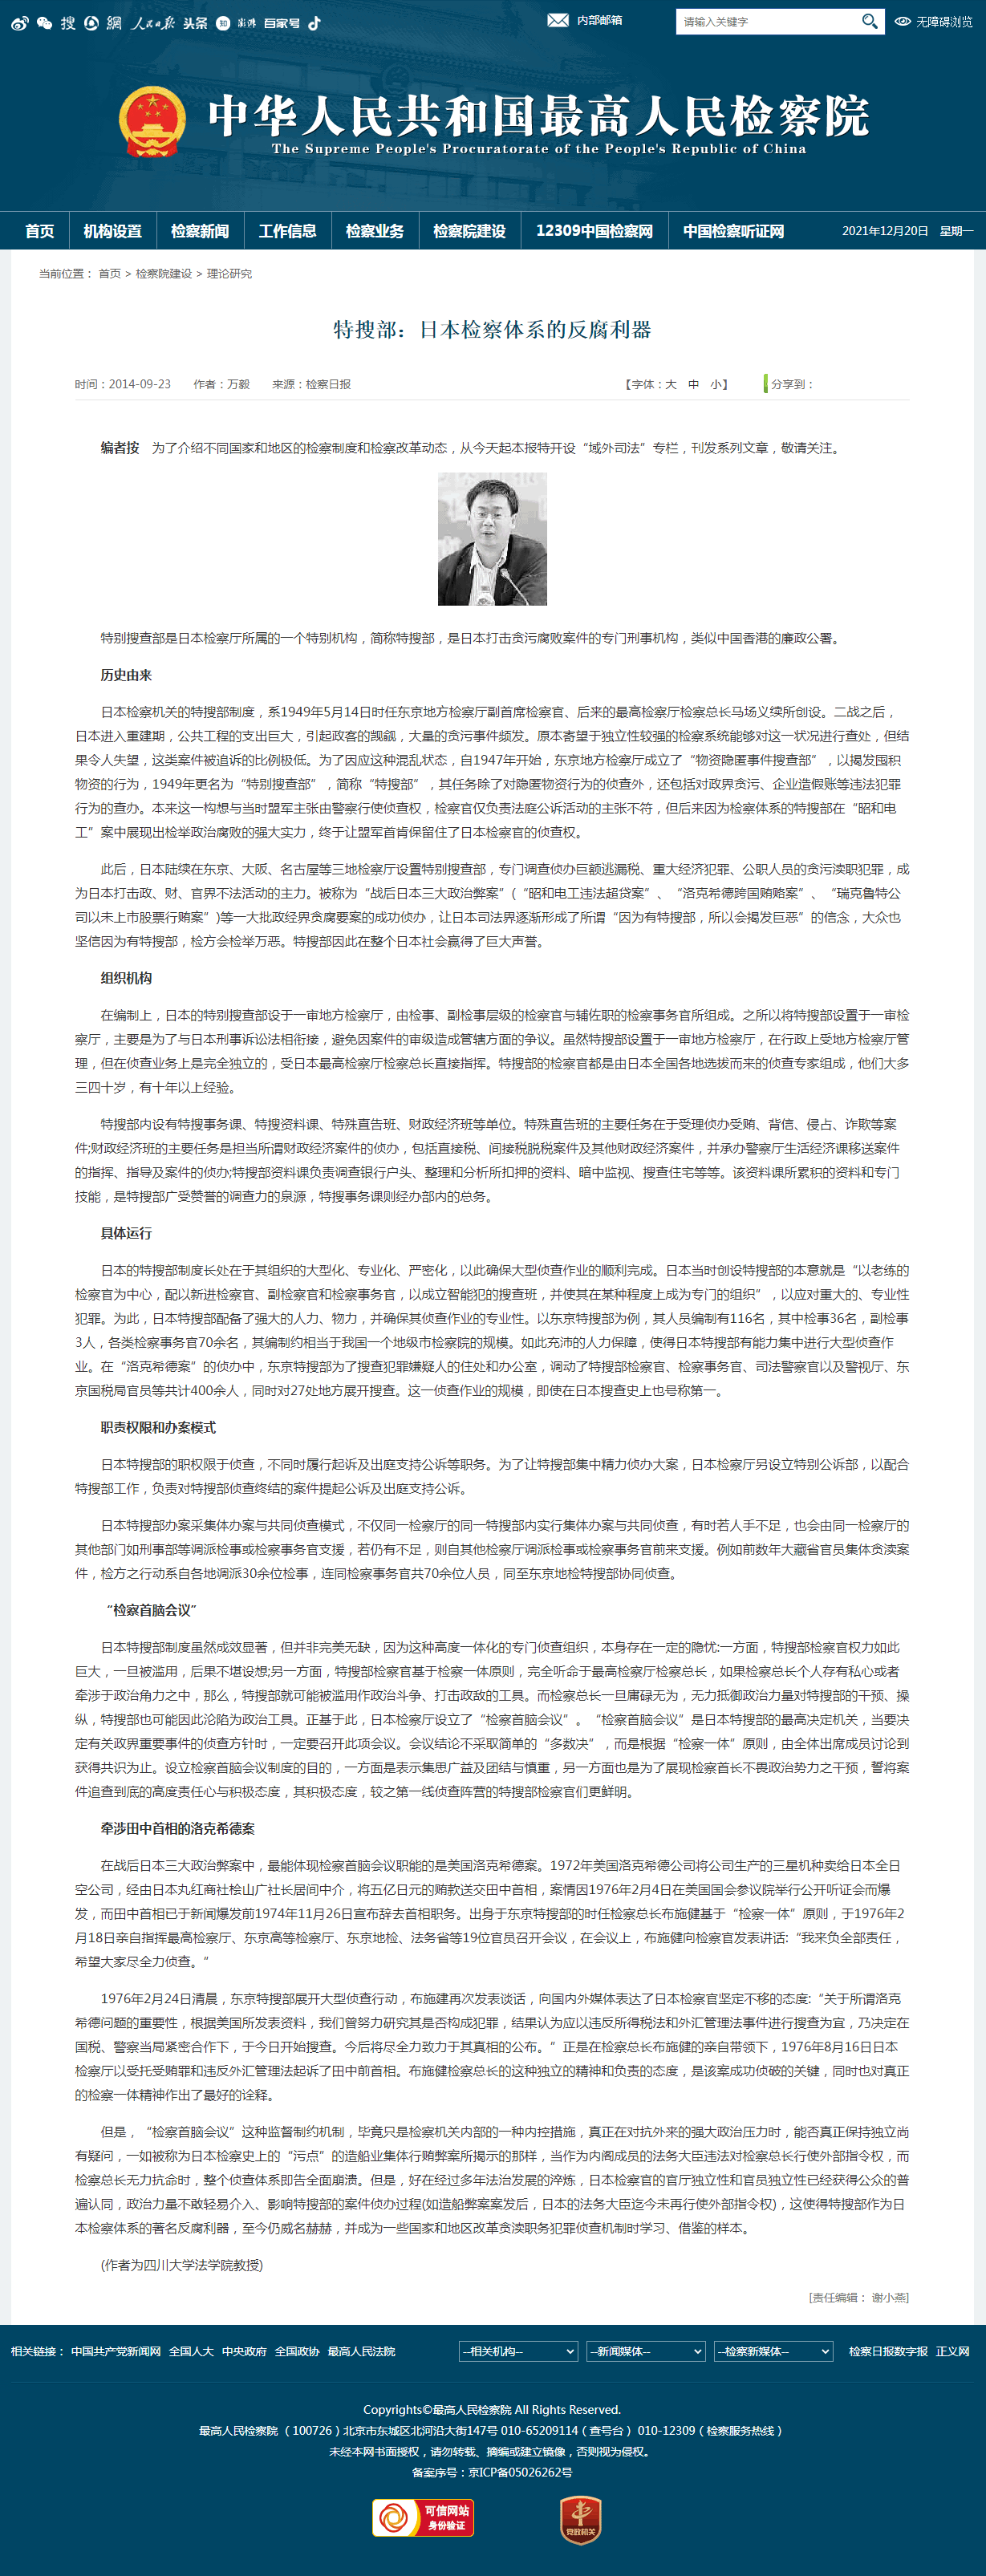 搜 網 人民日报 头条 知 澎湃 百家号
内部邮箱
请输入关键字
无障碍浏览
中华人民共和国最高人民检察院
The Supreme People's Procuratorate of the People's Republic of China
首页 机构设置 检察新闻 工作信息 检察业务 检察院建设 12309中国检察网 中国检察听证网 2021年12月20日 星期一
当前位置： 首页 > 检察院建设 > 理论研究
特搜部：日本检察体系的反腐利器
时间：2014-09-23 作者：万毅 来源：检察日报 【字体：大 中 小】 分享到：
编者按 为了介绍不同国家和地区的检察制度和检察改革动态，从今天起本报特开设“域外司法”专栏，刊发系列文章，敬请关注。
特别搜查部是日本检察厅所属的一个特别机构，简称特搜部，是日本打击贪污腐败案件的专门刑事机构，类似中国香港的廉政公署。
历史由来
日本检察机关的特搜部制度，系1949年5月14日时任东京地方检察厅副首席检察官、后来的最高检察厅检察总长马场义续所创设。二战之后，
日本进入重建期，公共工程的支出巨大，引起政客的觊觎，大量的贪污事件频发。原本寄望于独立性较强的检察系统能够对这一状况进行查处，但结
果令人失望，这类案件被追诉的比例极低。为了因应这种混乱状态，自1947年开始，东京地方检察厅成立了“物资隐匿事件搜查部”，以揭发囤积
物资的行为，1949年更名为“特别搜查部”，简称“特搜部”，其任务除了对隐匿物资行为的侦查外，还包括对政界贪污、企业造假账等违法犯罪
行为的查办。本来这一构想与当时盟军主张由警察行使侦查权，检察官仅负责法庭公诉活动的主张不符，但后来因为检察体系的特搜部在“昭和电
工”案中展现出检举政治腐败的强大实力，终于让盟军首肯保留住了日本检察官的侦查权。
此后，日本陆续在东京、大阪、名古屋等三地检察厅设置特别搜查部，专门调查侦办巨额逃漏税、重大经济犯罪、公职人员的贪污渎职犯罪，成
为日本打击政、财、官界不法活动的主力。被称为“战后日本三大政治弊案”(“昭和电工违法超贷案”、“洛克希德跨国贿赂案”、“瑞克鲁特公
司以未上市股票行贿案”)等一大批政经界贪腐要案的成功侦办，让日本司法界逐渐形成了所谓“因为有特搜部，所以会揭发巨恶”的信念，大众也
坚信因为有特搜部，检方会检举万恶。特搜部因此在整个日本社会赢得了巨大声誉。
组织机构
在编制上，日本的特别搜查部设于一审地方检察厅，由检事、副检事层级的检察官与辅佐职的检察事务官所组成。之所以将特搜部设置于一审检
察厅，主要是为了与日本刑事诉讼法相衔接，避免因案件的审级造成管辖方面的争议。虽然特搜部设置于一审地方检察厅，在行政上受地方检察厅管
理，但在侦查业务上是完全独立的，受日本最高检察厅检察总长直接指挥。特搜部的检察官都是由日本全国各地选拔而来的侦查专家组成，他们大多
三四十岁，有十年以上经验。
特搜部内设有特搜事务课、特搜资料课、特殊直告班、财政经济班等单位。特殊直告班的主要任务在于受理侦办受贿、背信、侵占、诈欺等案
件;财政经济班的主要任务是担当所谓财政经济案件的侦办，包括直接税、间接税脱税案件及其他财政经济案件，并承办警察厅生活经济课移送案件
的指挥、指导及案件的侦办;特搜部资料课负责调查银行户头、整理和分析所扣押的资料、暗中监视、搜查住宅等等。该资料课所累积的资料和专门
技能，是特搜部广受赞誉的调查力的泉源，特搜事务课则经办部内的总务。
具体运行
日本的特搜部制度长处在于其组织的大型化、专业化、严密化，以此确保大型侦查作业的顺利完成。日本当时创设特搜部的本意就是“以老练的
检察官为中心，配以新进检察官、副检察官和检察事务官，以成立智能犯的搜查班，并使其在某种程度上成为专门的组织”，以应对重大的、专业性
犯罪。为此，日本特搜部配备了强大的人力、物力，并确保其侦查作业的专业性。以东京特搜部为例，其人员编制有116名，其中检事36名，副检事
3人，各类检察事务官70余名，其编制约相当于我国一个地级市检察院的规模。如此充沛的人力保障，使得日本特搜部有能力集中进行大型侦查作
业。在“洛克希德案”的侦办中，东京特搜部为了搜查犯罪嫌疑人的住处和办公室，调动了特搜部检察官、检察事务官、司法警察官以及警视厅、东
京国税局官员等共计400余人，同时对27处地方展开搜查。这一侦查作业的规模，即使在日本搜查史上也号称第一。
职责权限和办案模式
日本特搜部的职权限于侦查，不同时履行起诉及出庭支持公诉等职务。为了让特搜部集中精力侦办大案，日本检察厅另设立特别公诉部，以配合
特搜部工作，负责对特搜部侦查终结的案件提起公诉及出庭支持公诉。
日本特搜部办案采集体办案与共同侦查模式，不仅同一检察厅的同一特搜部内实行集体办案与共同侦查，有时若人手不足，也会由同一检察厅的
其他部门如刑事部等调派检事或检察事务官支援，若仍有不足，则自其他检察厅调派检事或检察事务官前来支援。例如前数年大藏省官员集体贪渎案
件，检方之行动系自各地调派30余位检事，连同检察事务官共70余位人员，同至东京地检特搜部协同侦查。
“检察首脑会议”
日本特搜部制度虽然成效显著，但并非完美无缺，因为这种高度一体化的专门侦查组织，本身存在一定的隐忧:一方面，特搜部检察官权力如此
巨大，一旦被滥用，后果不堪设想;另一方面，特搜部检察官基于检察一体原则，完全听命于最高检察厅检察总长，如果检察总长个人存有私心或者
牵涉于政治角力之中，那么，特搜部就可能被滥用作政治斗争、打击政敌的工具。而检察总长一旦庸碌无为，无力抵御政治力量对特搜部的干预、操
纵，特搜部也可能因此沦陷为政治工具。正基于此，日本检察厅设立了“检察首脑会议”。“检察首脑会议”是日本特搜部的最高决定机关，当要决
定有关政界重要事件的侦查方针时，一定要召开此项会议。会议结论不采取简单的“多数决”，而是根据“检察一体”原则，由全体出席成员讨论到
获得共识为止。设立检察首脑会议制度的目的，一方面是表示集思广益及团结与慎重，另一方面也是为了展现检察首长不畏政治势力之干预，誓将案
件追查到底的高度责任心与积极态度，其积极态度，较之第一线侦查阵营的特搜部检察官们更鲜明。
牵涉田中首相的洛克希德案
在战后日本三大政治弊案中，最能体现检察首脑会议职能的是美国洛克希德案。1972年美国洛克希德公司将公司生产的三星机种卖给日本全日
空公司，经由日本丸红商社桧山广社长居间中介，将五亿日元的贿款送交田中首相，案情因1976年2月4日在美国国会参议院举行公开听证会而爆
发，而田中首相已于新闻爆发前1974年11月26日宣布辞去首相职务。出身于东京特搜部的时任检察总长布施健基于“检察一体”原则，于1976年2
月18日亲自指挥最高检察厅、东京高等检察厅、东京地检、法务省等19位官员召开会议，在会议上，布施健向检察官发表讲话:“我来负全部责任，
希望大家尽全力侦查。”
1976年2月24日清晨，东京特搜部展开大型侦查行动，布施建再次发表谈话，向国内外媒体表达了日本检察官坚定不移的态度:“关于所谓洛克
希德问题的重要性，根据美国所发表资料，我们曾努力研究其是否构成犯罪，结果认为应以违反所得税法和外汇管理法事件进行搜查为宜，乃决定在
国税、警察当局紧密合作下，于今日开始搜查。今后将尽全力致力于其真相的公布。”正是在检察总长布施健的亲自带领下，1976年8月16日日本
检察厅以受托受贿罪和违反外汇管理法起诉了田中前首相。布施健检察总长的这种独立的精神和负责的态度，是该案成功侦破的关键，同时也对真正
的检察一体精神作出了最好的诠释。
但是，“检察首脑会议”这种监督制约机制，毕竟只是检察机关内部的一种内控措施，真正在对抗外来的强大政治压力时，能否真正保持独立尚
有疑问，一如被称为日本检察史上的“污点”的造船业集体行贿弊案所揭示的那样，当作为内阁成员的法务大臣违法对检察总长行使外部指令权，而
检察总长无力抗命时，整个侦查体系即告全面崩溃。但是，好在经过多年法治发展的淬炼，日本检察官的官厅独立性和官员独立性已经获得公众的普
遍认同，政治力量不敢轻易介入、影响特搜部的案件侦办过程(如造船弊案案发后，日本的法务大臣迄今未再行使外部指令权)，这使得特搜部作为日
本检察体系的著名反腐利器，至今仍威名赫赫，并成为一些国家和地区改革贪渎职务犯罪侦查机制时学习、借鉴的样本。
(作者为四川大学法学院教授)
[责任编辑： 谢小燕]
相关链接： 中国共产党新闻网 全国人大 中央政府 全国政协 最高人民法院 --相关机构-- --新闻媒体-- --检察新媒体-- 检察日报数字报 正义网
Copyrights©最高人民检察院 All Rights Reserved.
最高人民检察院 （100726）北京市东城区北河沿大街147号 010-65209114（查号台） 010-12309（检察服务热线）
未经本网书面授权，请勿转载、摘编或建立镜像，否则视为侵权。
备案序号：京ICP备05026262号
可信网站
身份验证
党政机关